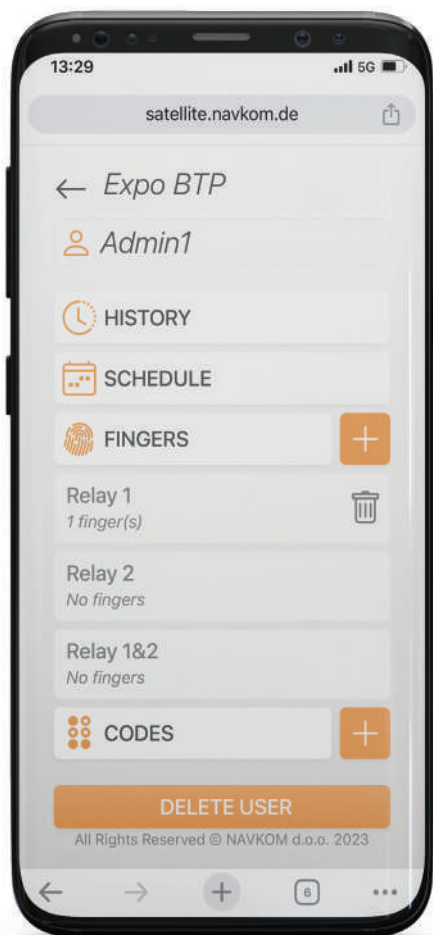 13:29
5G
satellite.navkom.de
Expo BTP
Admin1
HISTORY
SCHEDULE
FINGERS
Relay 1
1 finger(s)
Relay 2
No fingers
Relay 1&2
No fingers
CODES
DELETE USER
All Rights Reserved © NAVKOM d.o.o. 2023
6